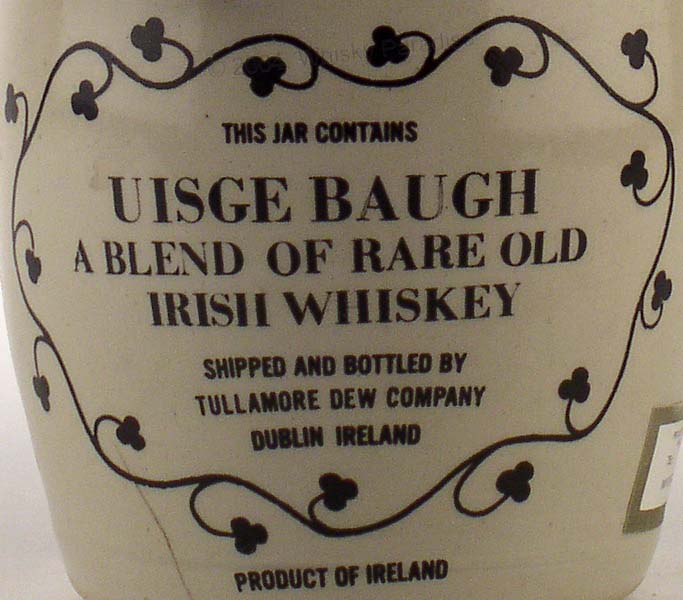 THIS JAR CONTAINS
UISGE BAUGH
A BLEND OF RARE OLD
IRISH WHISKEY
SHIPPED AND BOTTLED BY
TULLAMORE DEW COMPANY
DUBLIN IRELAND
PRODUCT OF IRELAND